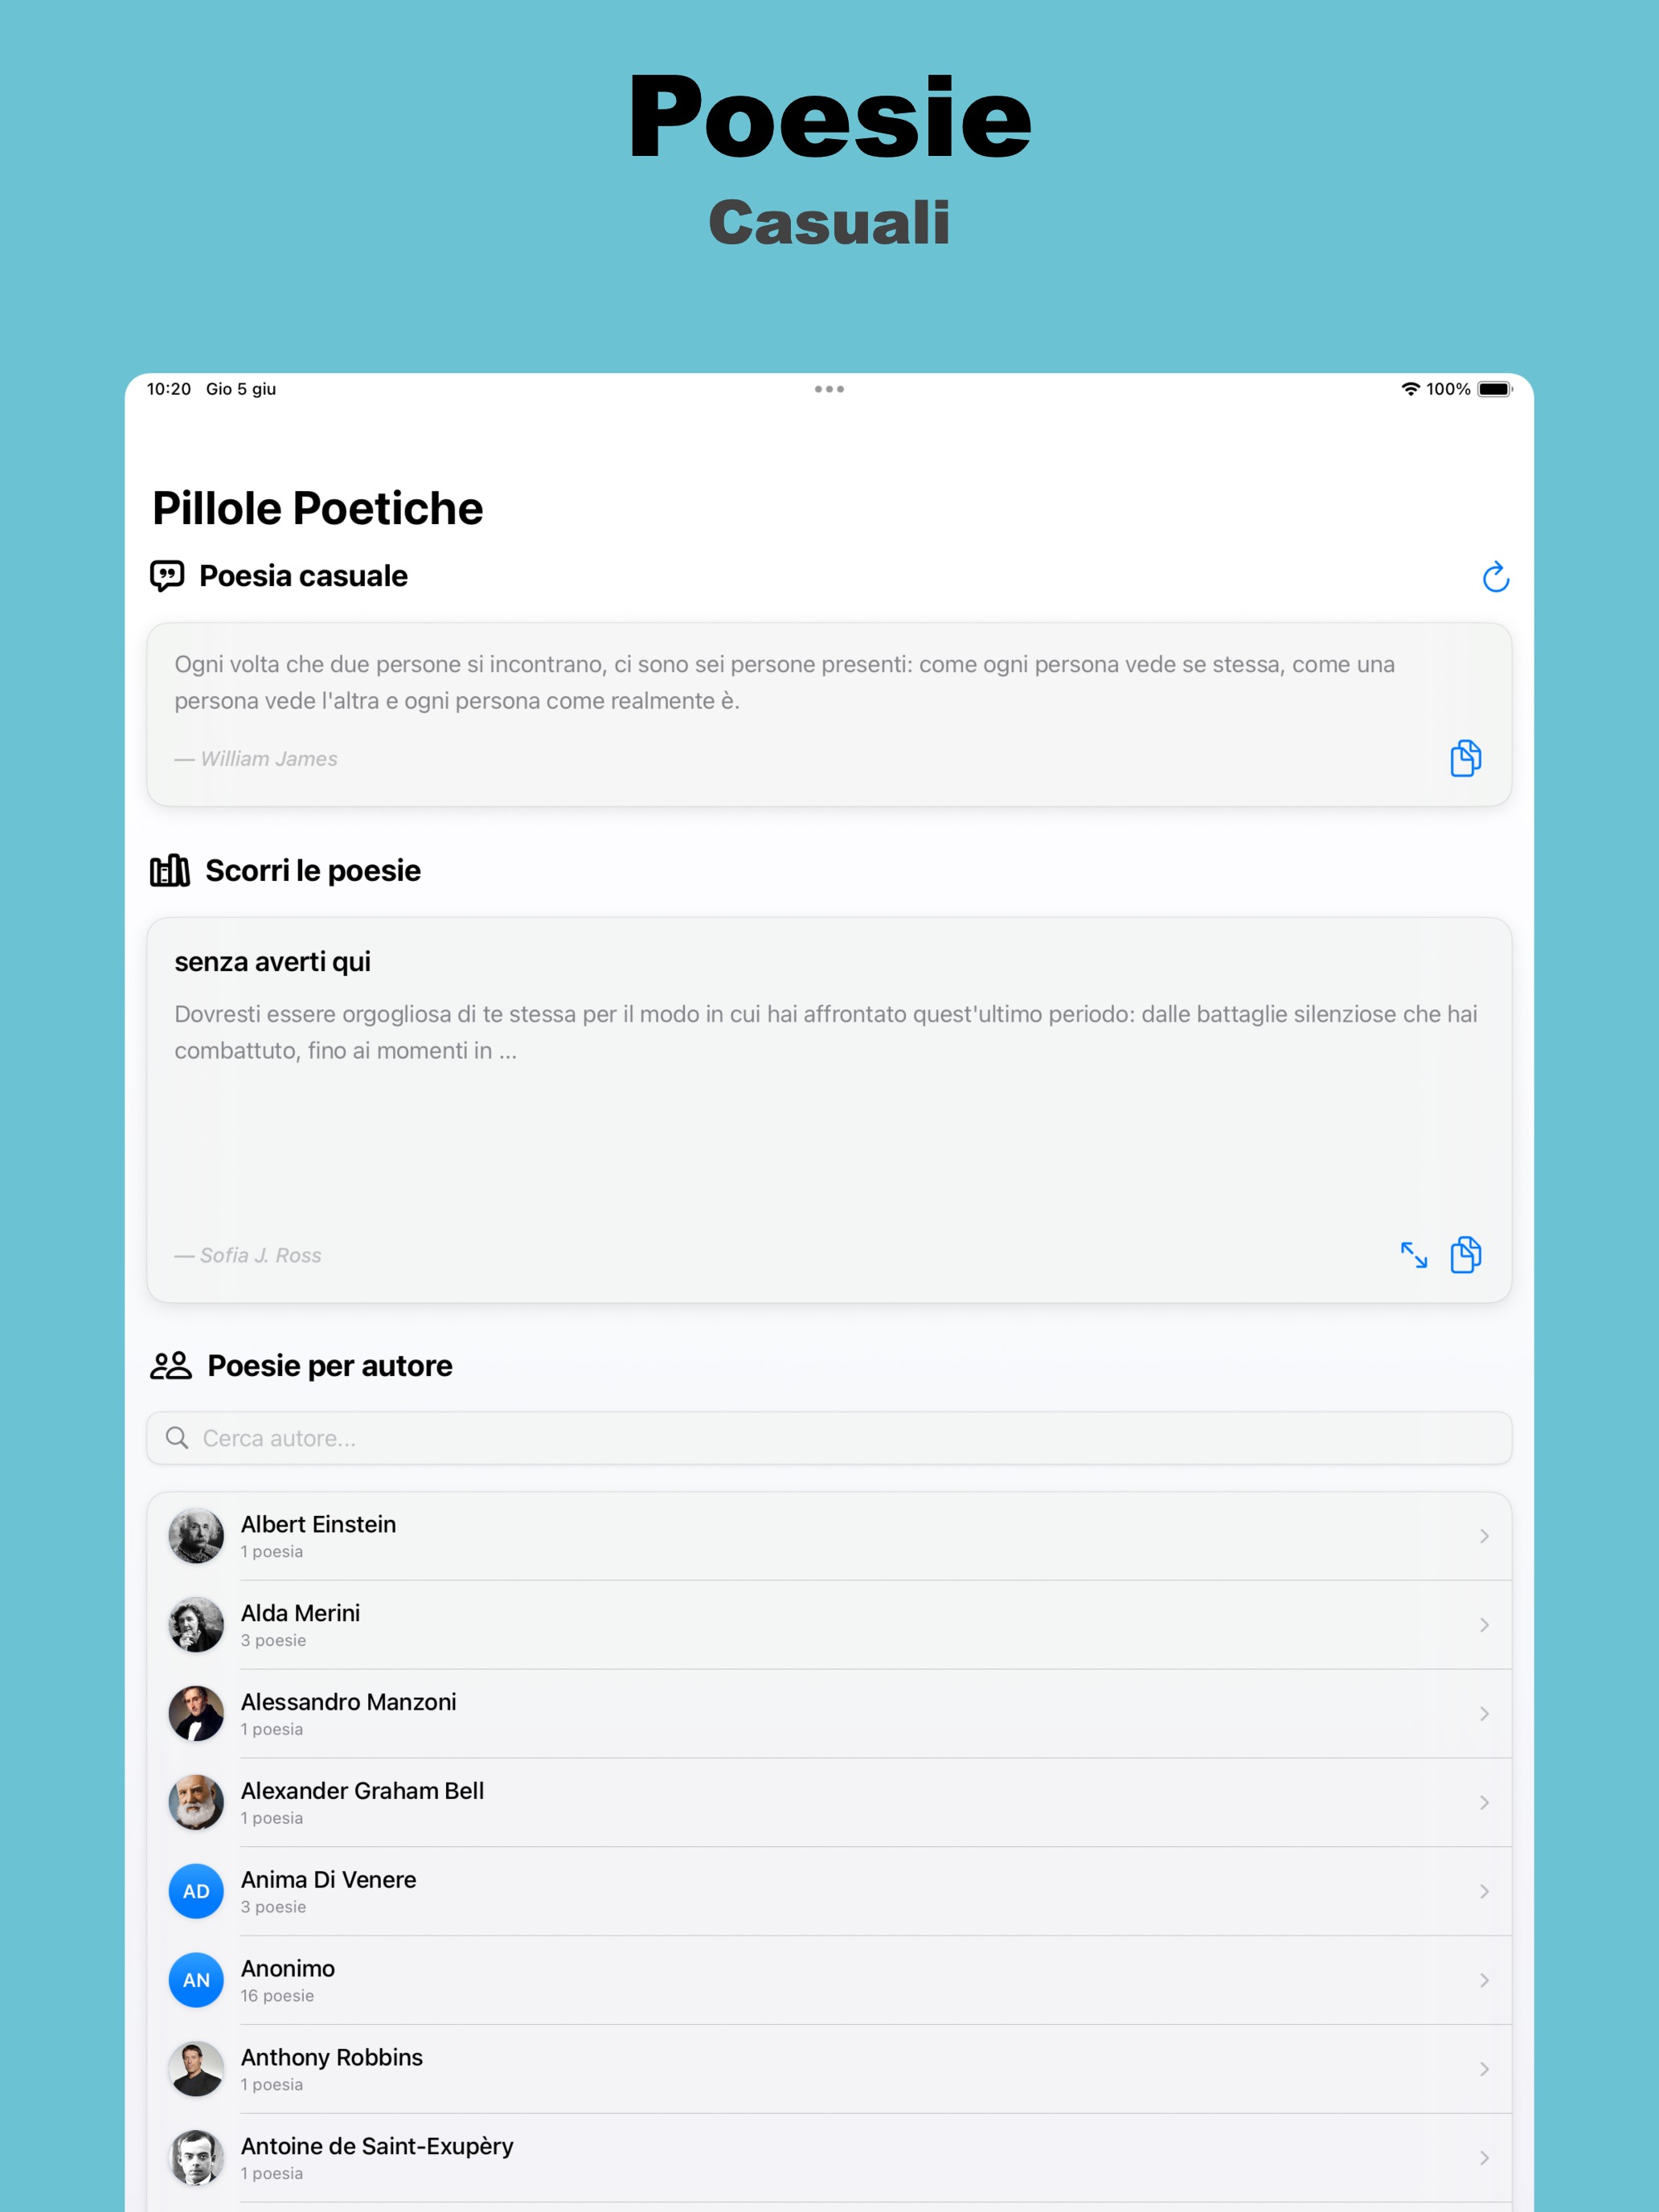 Poesie
Casuali
10:20 Gio 5 giu
100%
Pillole Poetiche
Poesia casuale
Ogni volta che due persone si incontrano, ci sono sei persone presenti: come ogni persona vede se stessa, come una
persona vede l'altra e ogni persona come realmente è.
— William James
Scorri le poesie
senza averti qui
Dovresti essere orgogliosa di te stessa per il modo in cui hai affrontato quest'ultimo periodo: dalle battaglie silenziose che hai
combattuto, fino ai momenti in ...
— Sofia J. Ross
Poesie per autore
Cerca autore...
Albert Einstein
1 poesia
Alda Merini
3 poesie
Alessandro Manzoni
1 poesia
Alexander Graham Bell
1 poesia
AD
Anima Di Venere
3 poesie
AN
Anonimo
16 poesie
Anthony Robbins
1 poesia
Antoine de Saint-Exupèry
1 poesia